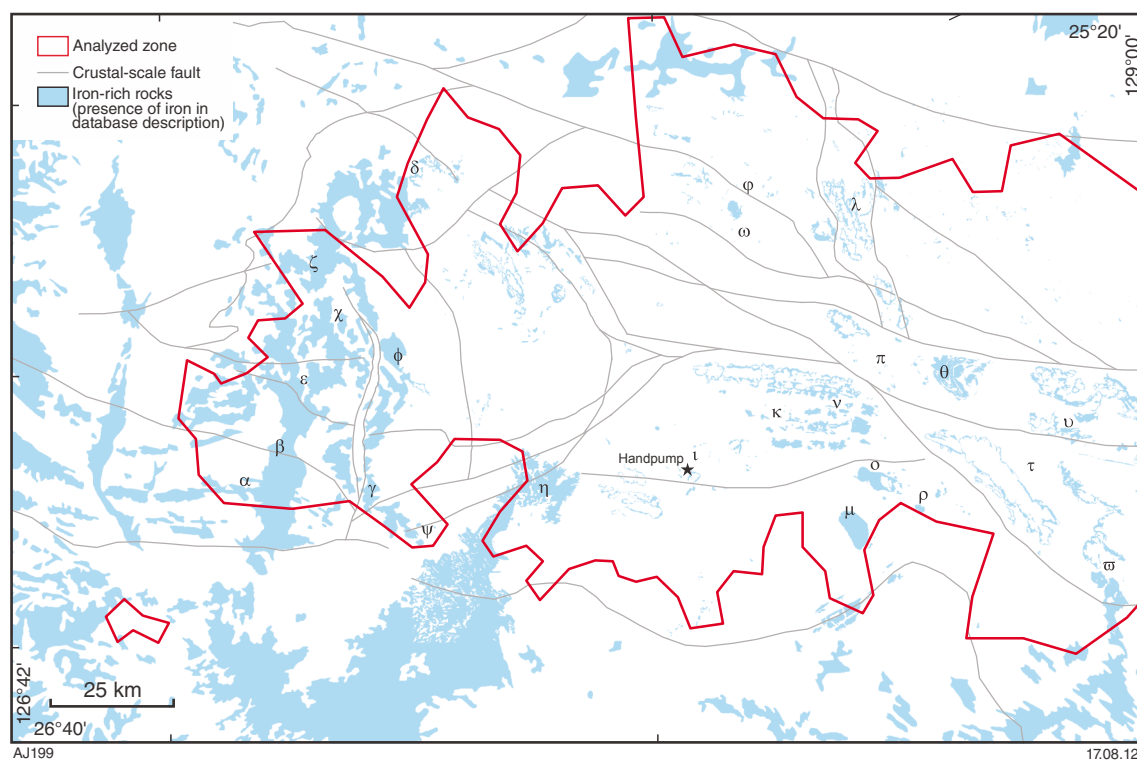 Analyzed zone
Crustal-scale fault
Iron-rich rocks
(presence of iron in
database description)
25°20'
129°00'
δ
φ
λ
ω
ζ
χ
ϕ
π
θ
ε
κ
ν
υ
β
Handpump
ι
ο
τ
α
γ
η
ρ
μ
ψ
ϖ
25 km
126°42'
26°40'
AJ199
17.08.12